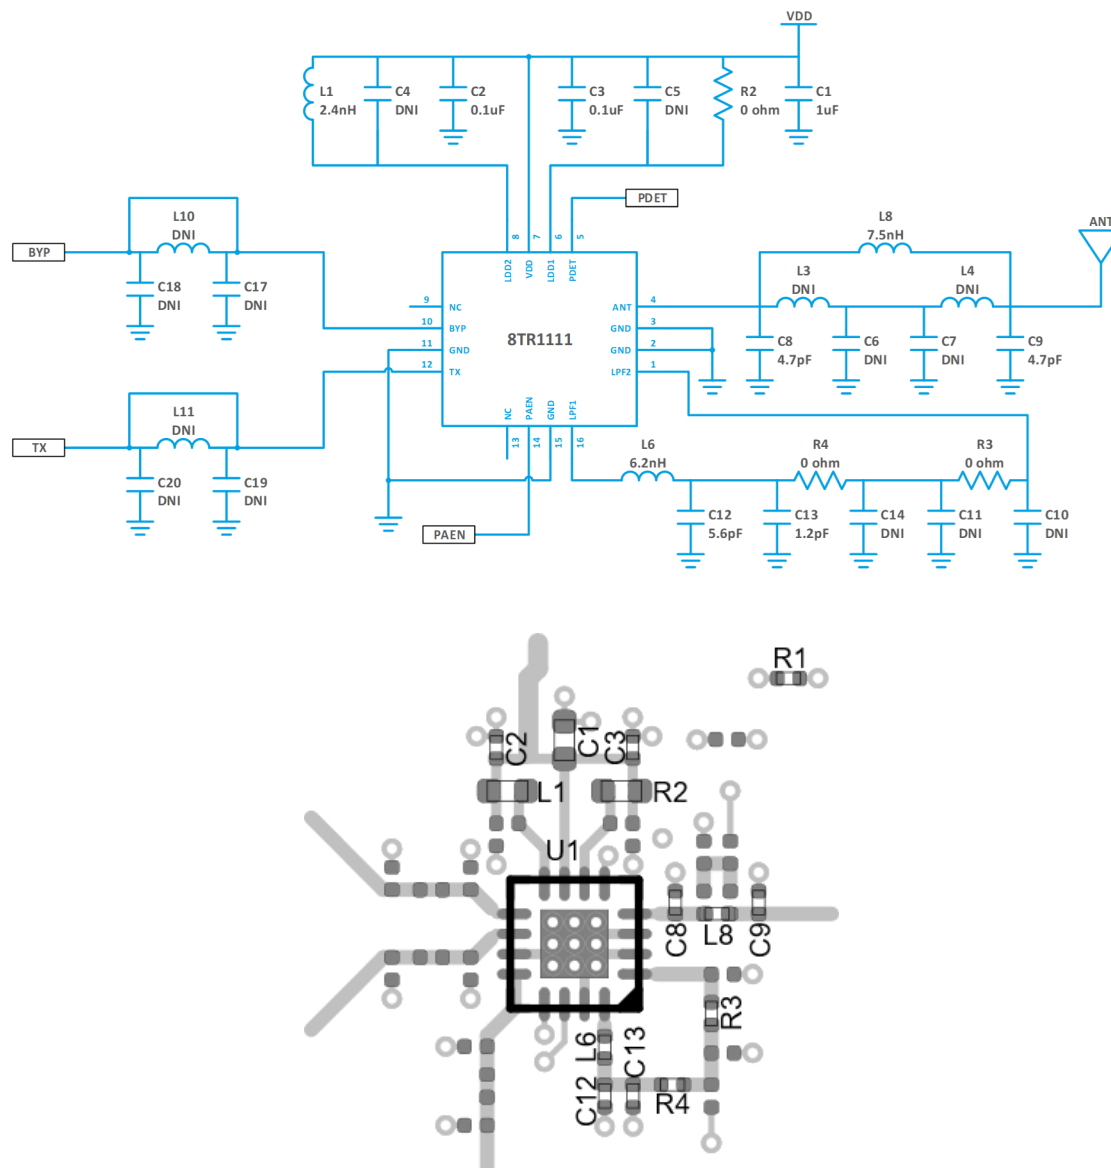 VDD
L1
2.4nH
C4
DNI
C2
0.1uF
C3
0.1uF
C5
DNI
R2
0 ohm
C1
1uF
PDET
L10
DNI
BYP
C18
DNI
C17
DNI
8
7
6
5
LDD2
VDD
LDD1
PDET
L8
7.5nH
ANT
L3
DNI
L4
DNI
9
NC
10
BYP
11
GND
12
TX
8TR1111
ANT
4
GND
3
GND
2
LPF2
1
C8
4.7pF
C6
DNI
C7
DNI
C9
4.7pF
L11
DNI
TX
C20
DNI
C19
DNI
NC
PAEN
GND
LPF1
13
14
15
16
PAEN
L6
6.2nH
R4
0 ohm
R3
0 ohm
C12
5.6pF
C13
1.2pF
C14
DNI
C11
DNI
C10
DNI
R1
C2
C1
C3
L1
R2
U1
C8
L8
C9
R3
L6
C13
C12
R4